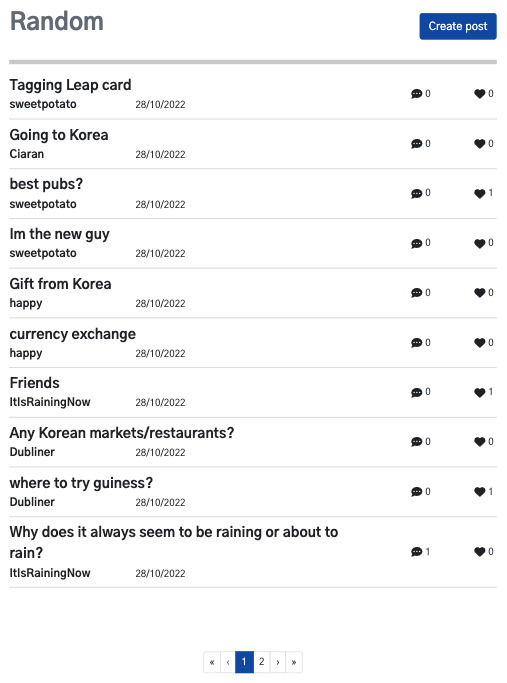 Random
Create post
Tagging Leap card
sweetpotato 28/10/2022 0 0
Going to Korea
Ciaran 28/10/2022 0 0
best pubs?
sweetpotato 28/10/2022 0 1
Im the new guy
sweetpotato 28/10/2022 0 0
Gift from Korea
happy 28/10/2022 0 0
currency exchange
happy 28/10/2022 0 0
Friends
ItIsRainingNow 28/10/2022 0 1
Any Korean markets/restaurants?
Dubliner 28/10/2022 0 0
where to try guiness?
Dubliner 28/10/2022 0 1
Why does it always seem to be raining or about to
rain?
ItIsRainingNow 28/10/2022 1 0
« ‹ 1 2 › »